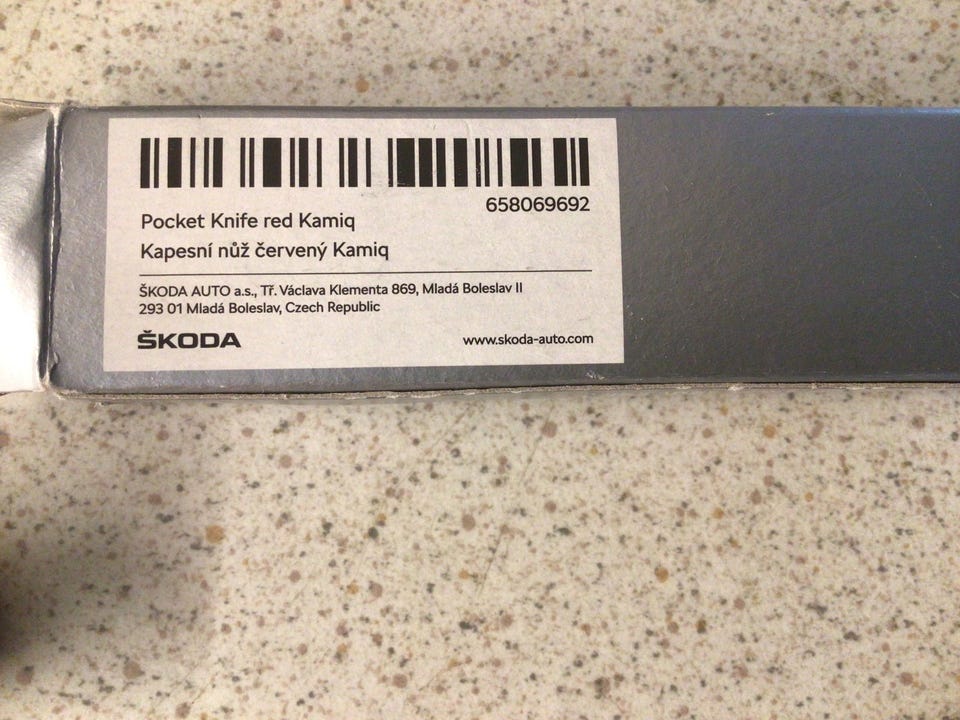 658069692
Pocket Knife red Kamiq
Kapesní nůž červený Kamiq
ŠKODA AUTO a.s., Tř. Václava Klementa 869, Mladá Boleslav II
293 01 Mladá Boleslav, Czech Republic
ŠKODA www.skoda-auto.com